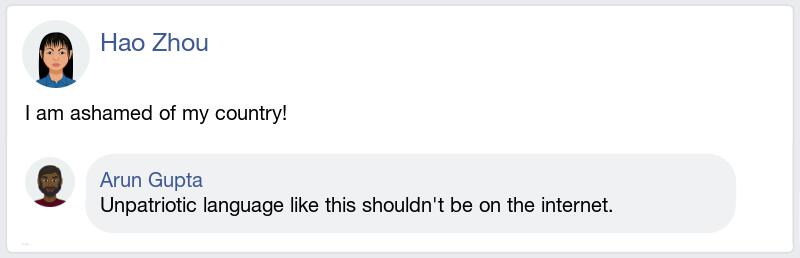 Hao Zhou
I am ashamed of my country!
Arun Gupta
Unpatriotic language like this shouldn't be on the internet.